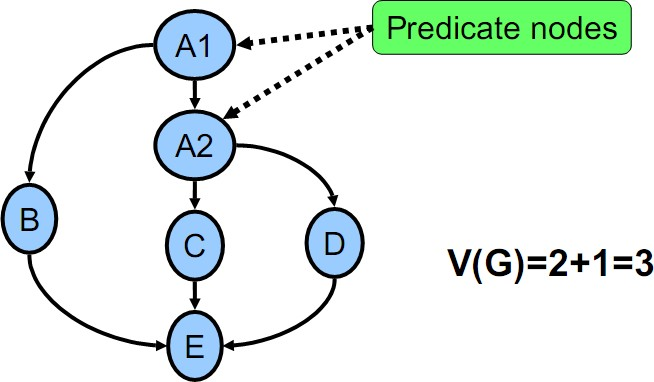 A1
Predicate nodes
A2
B
C
D
V(G)=2+1=3
E